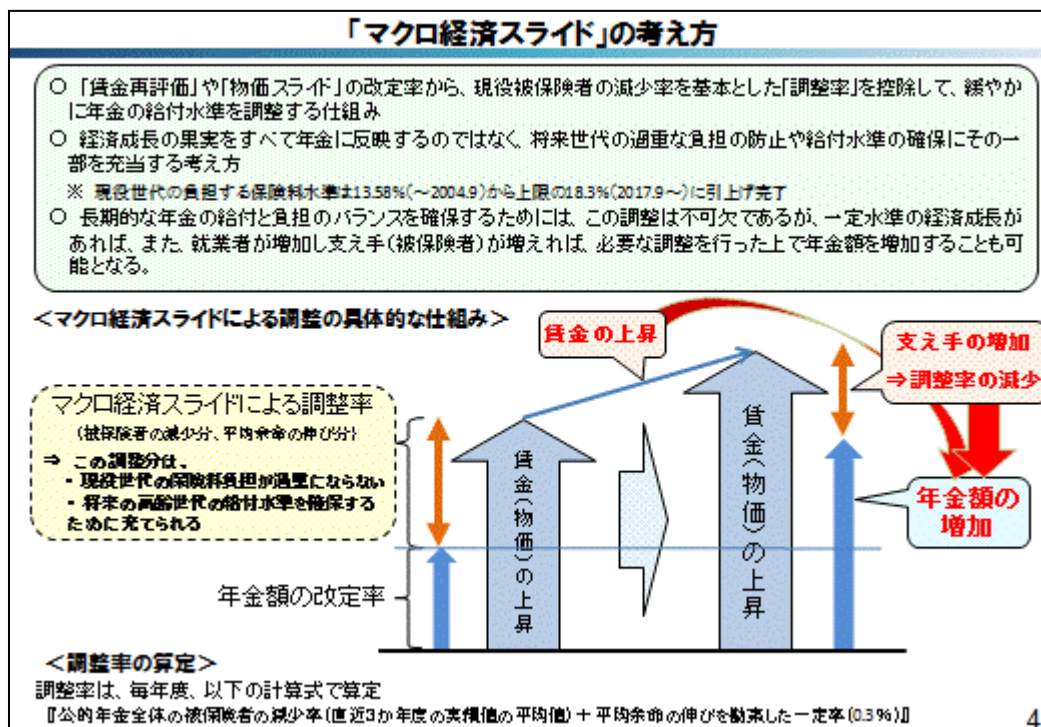 「マクロ経済スライド」の考え方
○ 「賃金再評価」や「物価スライド」の改定率から、現役被保険者の減少率を基本とした「調整率」を控除して、緩やか
に年金の給付水準を調整する仕組み
○ 経済成長の果実をすべて年金に反映するのではなく、将来世代の過重な負担の防止や給付水準の確保にその一
部を充当する考え方
※ 現役世代の負担する保険料水準は13.58%(～2004.9)から上限の18.3%(2017.9～)に引上げ完了
○ 長期的な年金の給付と負担のバランスを確保するためには、この調整は不可欠であるが、一定水準の経済成長が
あれば、また、就業者が増加し支え手(被保険者)が増えれば、必要な調整を行った上で年金額を増加することも可
能となる。
＜マクロ経済スライドによる調整の具体的な仕組み＞
賃金の上昇
支え手の増加
⇒調整率の減少
マクロ経済スライドによる調整率
(被保険者の減少分、平均余命の伸び分)
⇒ この調整分は、
・現役世代の保険料負担が過重にならない
・将来の高齢世代の給付水準を確保する
ために充てられる
賃金(物価)の上昇
賃金(物価)の上昇
年金額の
増加
年金額の改定率
＜調整率の算定＞
調整率は、毎年度、以下の計算式で算定
『公的年金全体の被保険者の減少率(直近3か年度の実績値の平均値)＋平均余命の伸びを勘案した一定率(0.3%)』
4